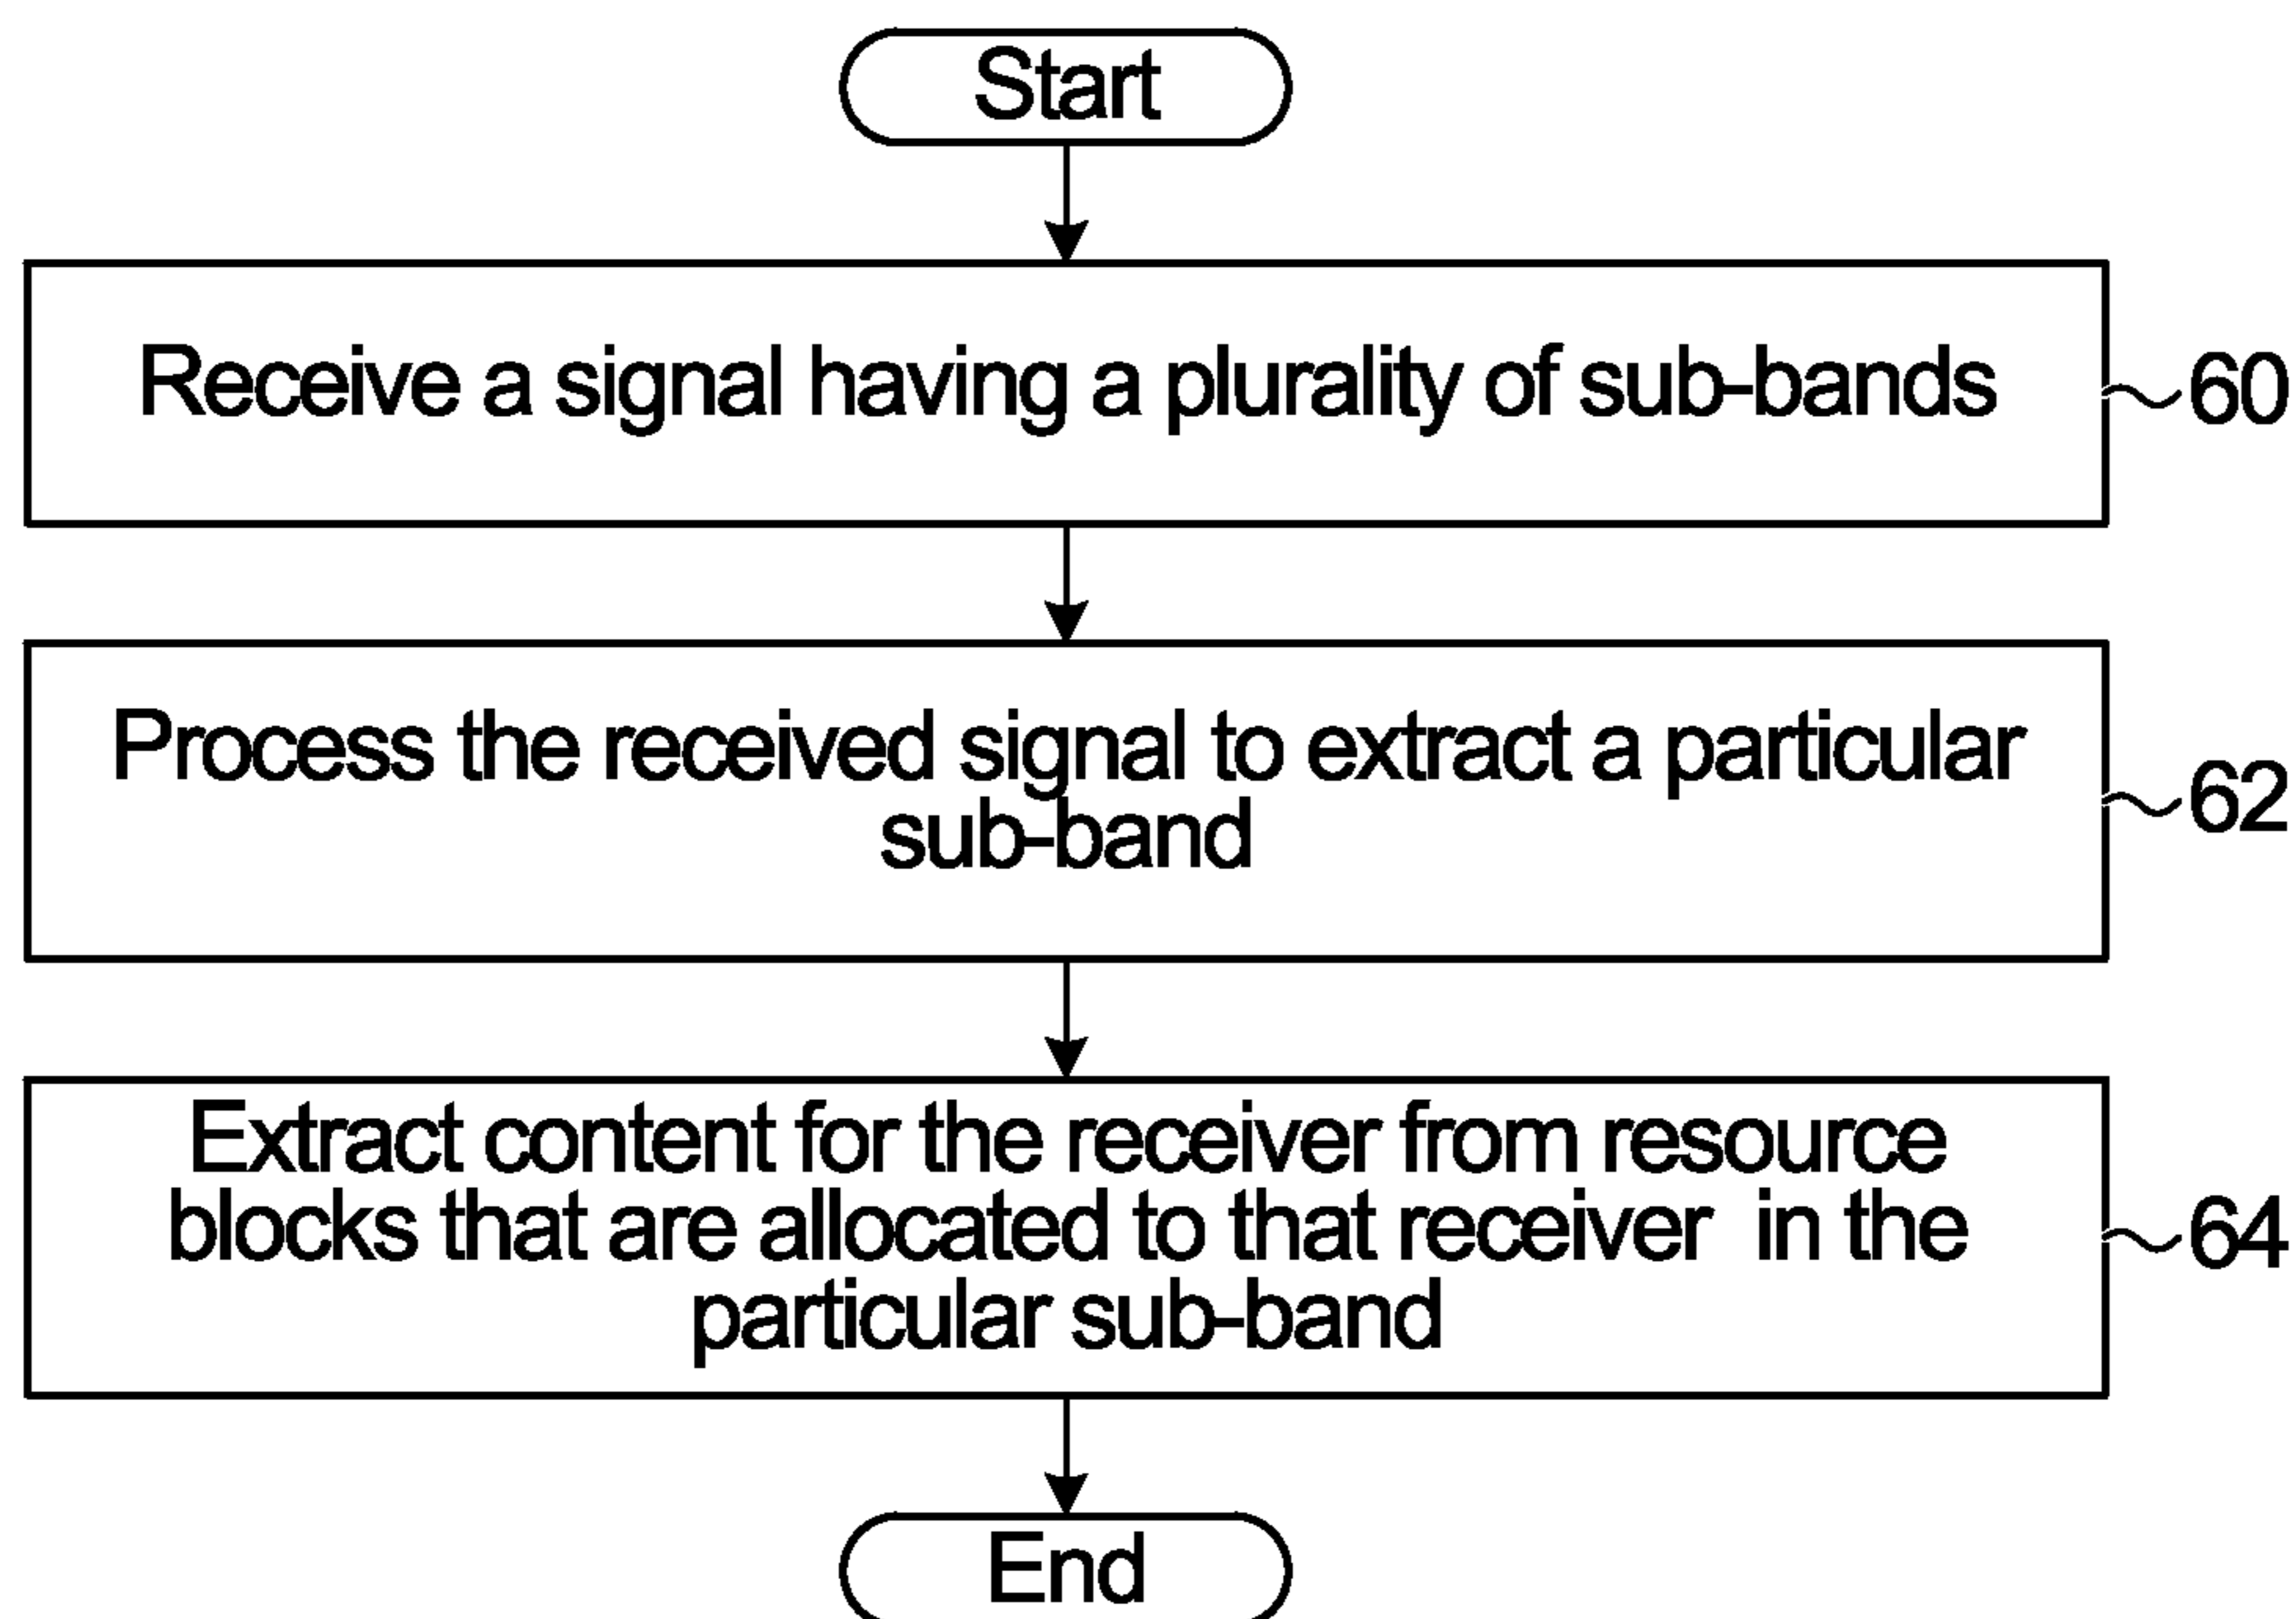 Start
Receive a signal having a plurality of sub-bands
60
Process the received signal to extract a particular
sub-band
62
Extract content for the receiver from resource
blocks that are allocated to that receiver in the
particular sub-band
64
End